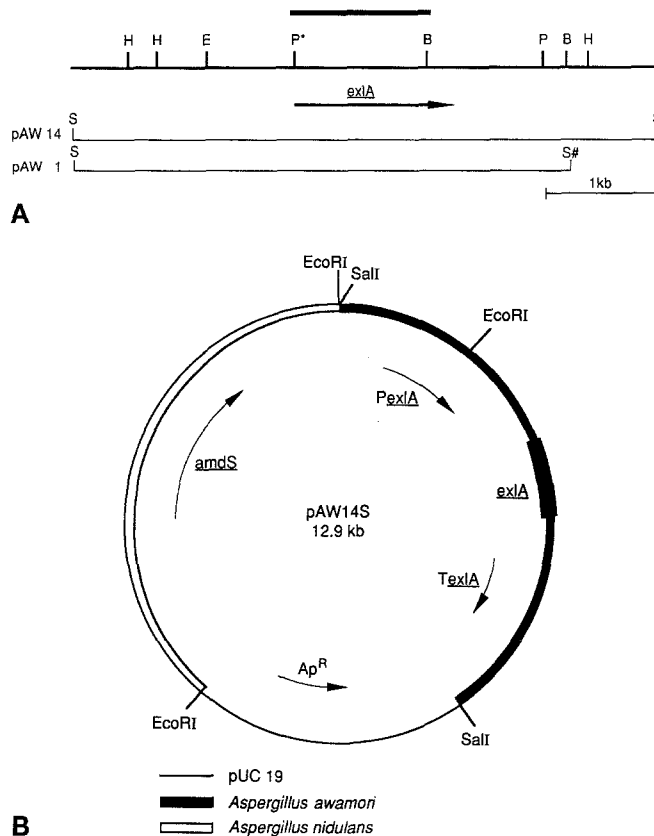 H H E P* B P B H
exlA
S S
pAW 14
S S#
pAW 1
1kb
A
EcoRI
SalI
EcoRI
PexlA
amdS
exlA
pAW14S
12.9 kb
TexlA
ApR
EcoRI
SalI
pUC 19
Aspergillus awamori
Aspergillus nidulans
B